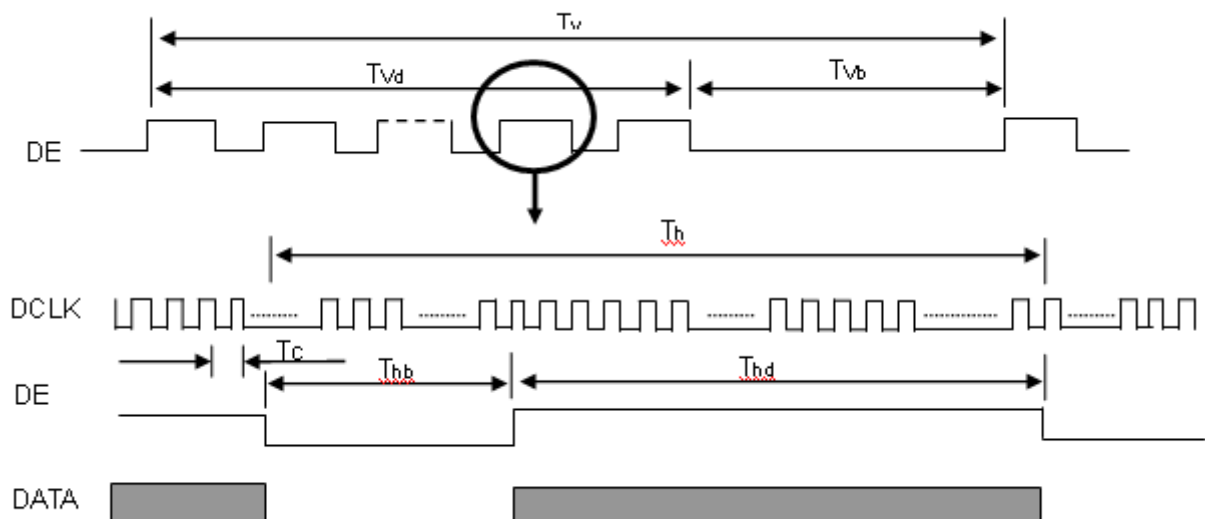 Tv
Tvd
Tvb
DE
Th
DCLK
Tc
Thb
Thd
DE
DATA